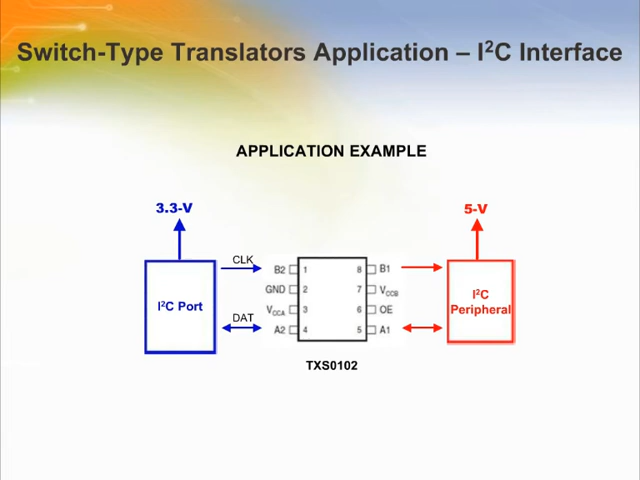 Switch-Type Translators Application – I²C Interface
APPLICATION EXAMPLE
3.3-V
5-V
CLK
DAT
I²C Port
B2
GND
VCCA
A2
1
2
3
4
8
7
6
5
B1
VCCB
OE
A1
I²C
Peripheral
TXS0102